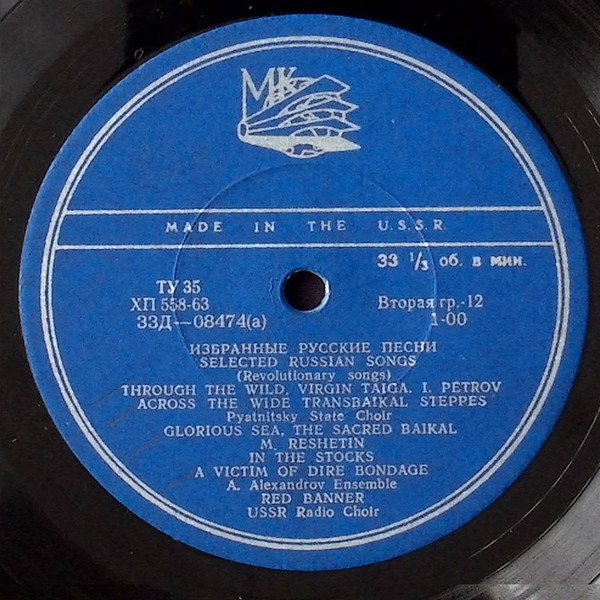 МК
MADE IN THE U.S.S.R.
33 1/3 об. в мин.
ТУ 35
ХП 558-63
Вторая гр.-12
33Д—08474(а)
1-00
ИЗБРАННЫЕ РУССКИЕ ПЕСНИ
SELECTED RUSSIAN SONGS
(Revolutionary songs)
THROUGH THE WILD, VIRGIN TAIGA. I. PETROV
ACROSS THE WIDE TRANSBAIKAL STEPPES
Pyatnitsky State Choir
GLORIOUS SEA, THE SACRED BAIKAL
M. RESHETIN
IN THE STOCKS
A VICTIM OF DIRE BONDAGE
A. Alexandrov Ensemble
RED BANNER
USSR Radio Choir